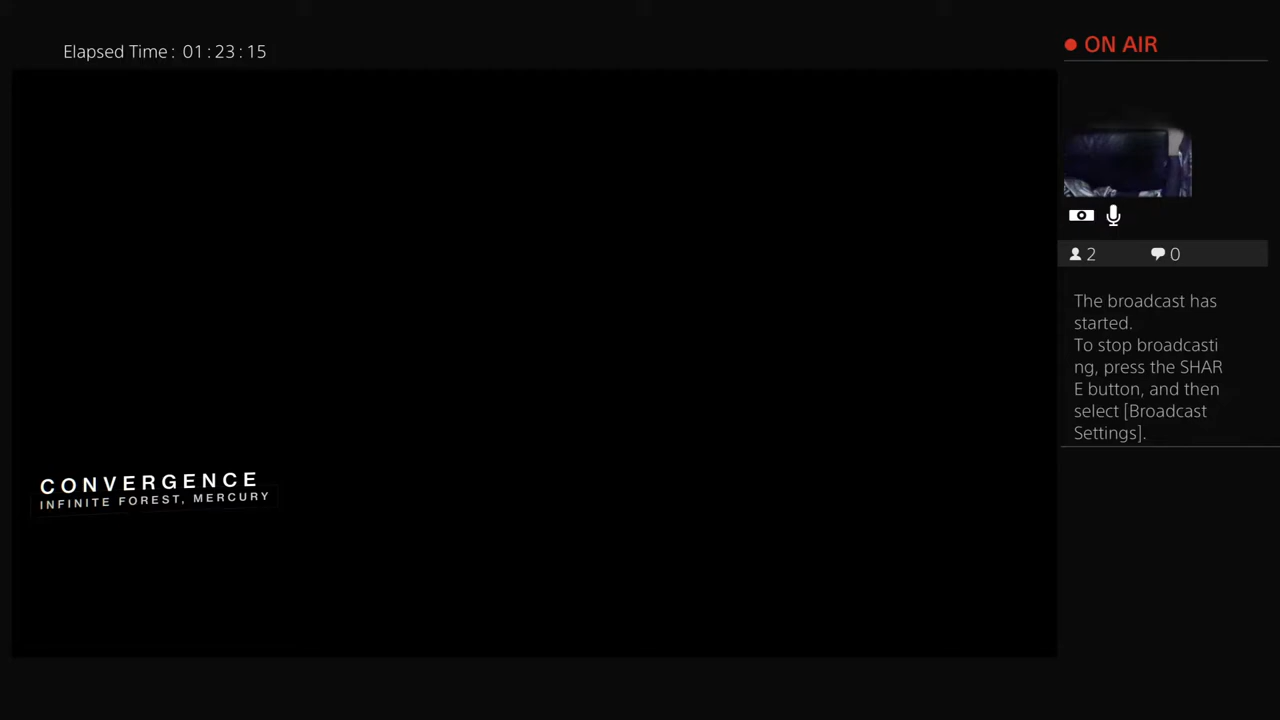 Elapsed Time: 01:23:15
ON AIR
2 0
The broadcast has
started.
To stop broadcasti
ng, press the SHAR
E button, and then
select [Broadcast
Settings].
CONVERGENCE
INFINITE FOREST, MERCURY